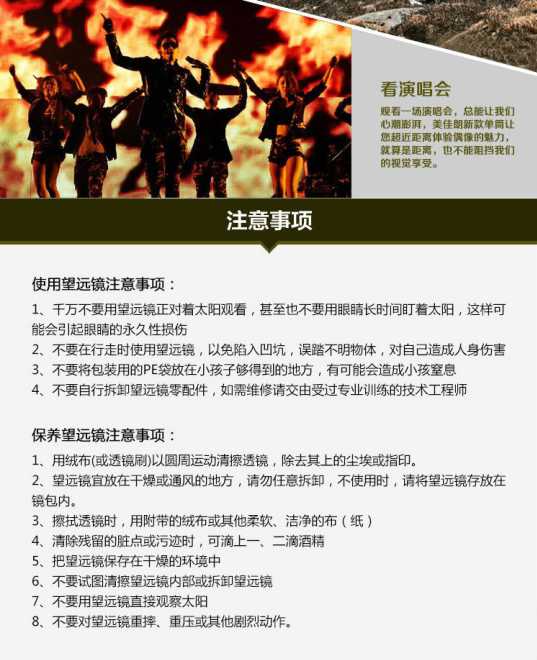 看演唱会
观看一场演唱会，总能让我们
心潮澎湃，美佳朗新款单筒让
您超近距离体验偶像的魅力，
就算是距离，也不能阻挡我们
的视觉享受。
注意事项
使用望远镜注意事项：
1、千万不要用望远镜正对着太阳观看，甚至也不要用眼睛长时间盯着太阳，这样可
能会引起眼睛的永久性损伤
2、不要在行走时使用望远镜，以免陷入凹坑，误踏不明物体，对自己造成人身伤害
3、不要将包装用的PE袋放在小孩子够得到的地方，有可能会造成小孩窒息
4、不要自行拆卸望远镜零配件，如需维修请交由受过专业训练的技术工程师
保养望远镜注意事项：
1、用绒布(或透镜刷)以圆周运动清擦透镜，除去其上的尘埃或指印。
2、望远镜宜放在干燥或通风的地方，请勿任意拆卸，不使用时，请将望远镜存放在
镜包内。
3、擦拭透镜时，用附带的绒布或其他柔软、洁净的布（纸）
4、清除残留的脏点或污迹时，可滴上一、二滴酒精
5、把望远镜保存在干燥的环境中
6、不要试图清擦望远镜内部或拆卸望远镜
7、不要用望远镜直接观察太阳
8、不要对望远镜重摔、重压或其他剧烈动作。